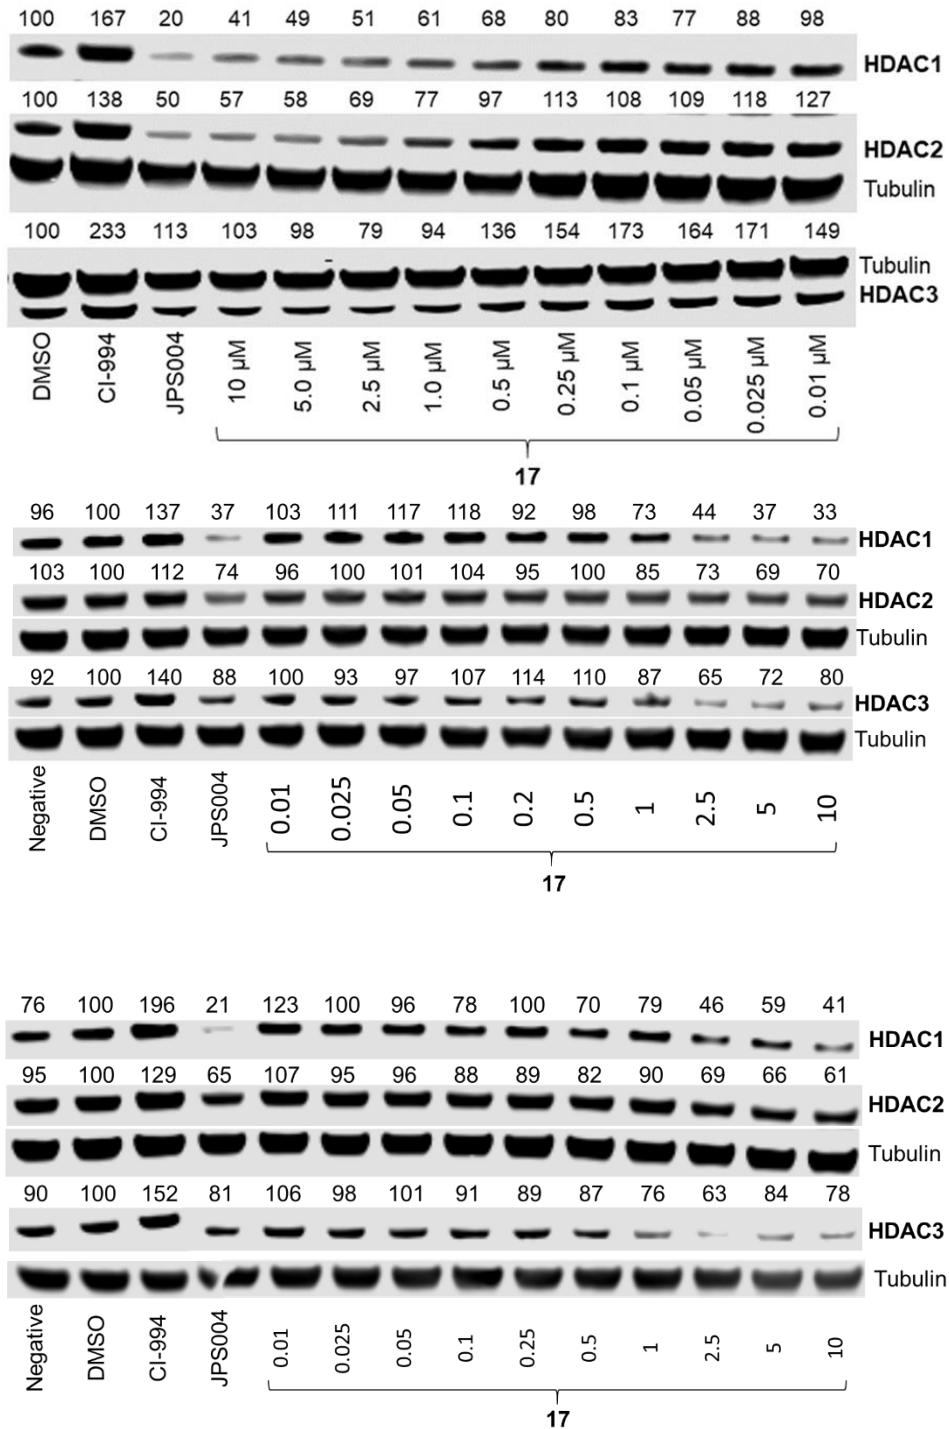 100 167 20 41 49 51 61 68 80 83 77 88 98
HDAC1
100 138 50 57 58 69 77 97 113 108 109 118 127
HDAC2
Tubulin
100 233 113 103 98 79 94 136 154 173 164 171 149
Tubulin
HDAC3
DMSO CI-994 JPS004 10 µM 5.0 µM 2.5 µM 1.0 µM 0.5 µM 0.25 µM 0.1 µM 0.05 µM 0.025 µM 0.01 µM
17
96 100 137 37 103 111 117 118 92 98 73 44 37 33
HDAC1
103 100 112 74 96 100 101 104 95 100 85 73 69 70
HDAC2
Tubulin
92 100 140 88 100 93 97 107 114 110 87 65 72 80
HDAC3
Tubulin
Negative DMSO CI-994 JPS004 0.01 0.025 0.05 0.1 0.2 0.5 1 2.5 5 10
17
76 100 196 21 123 100 96 78 100 70 79 46 59 41
HDAC1
95 100 129 65 107 95 96 88 89 82 90 69 66 61
HDAC2
Tubulin
90 100 152 81 106 98 101 91 89 87 76 63 84 78
HDAC3
Tubulin
Negative DMSO CI-994 JPS004 0.01 0.025 0.05 0.1 0.25 0.5 1 2.5 5 10
17